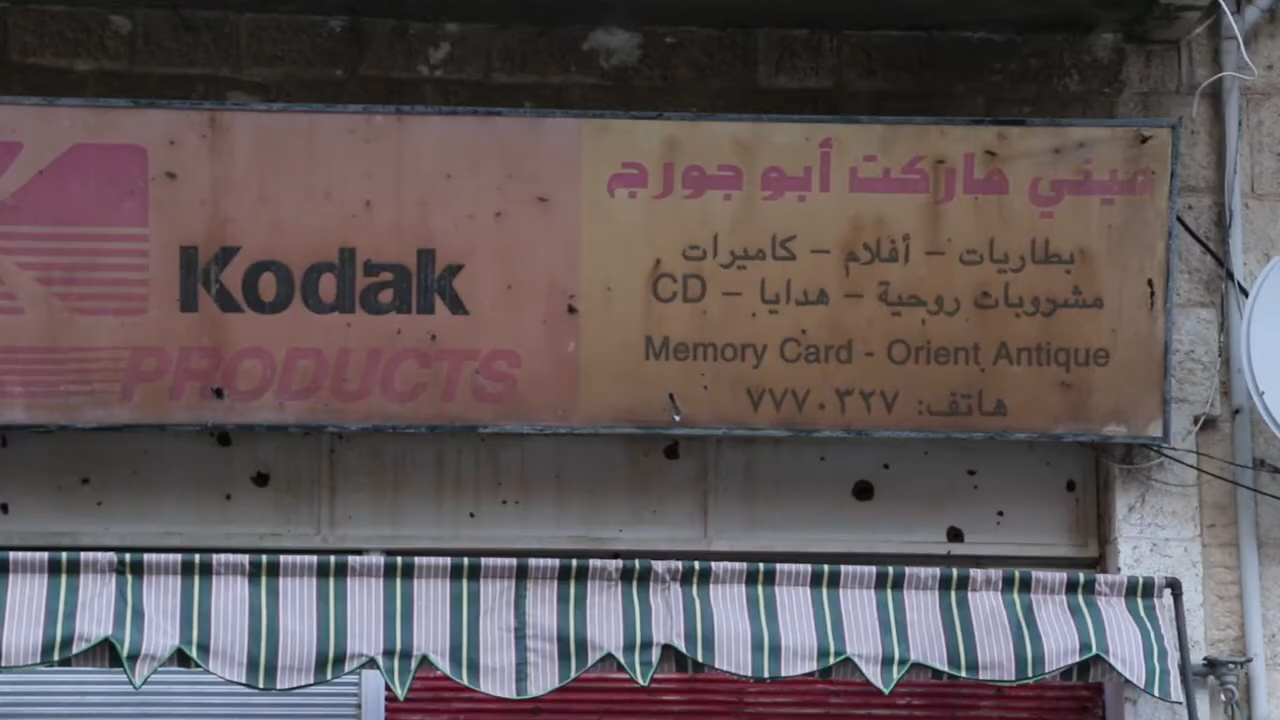 Kodak
PRODUCTS
ميني ماركت أبو جورج
بطاريات - أفلام - كاميرات
مشروبات روحية - هدايا - CD
Memory Card - Orient Antique
هاتف: ٧٧٧٠٣٢٧